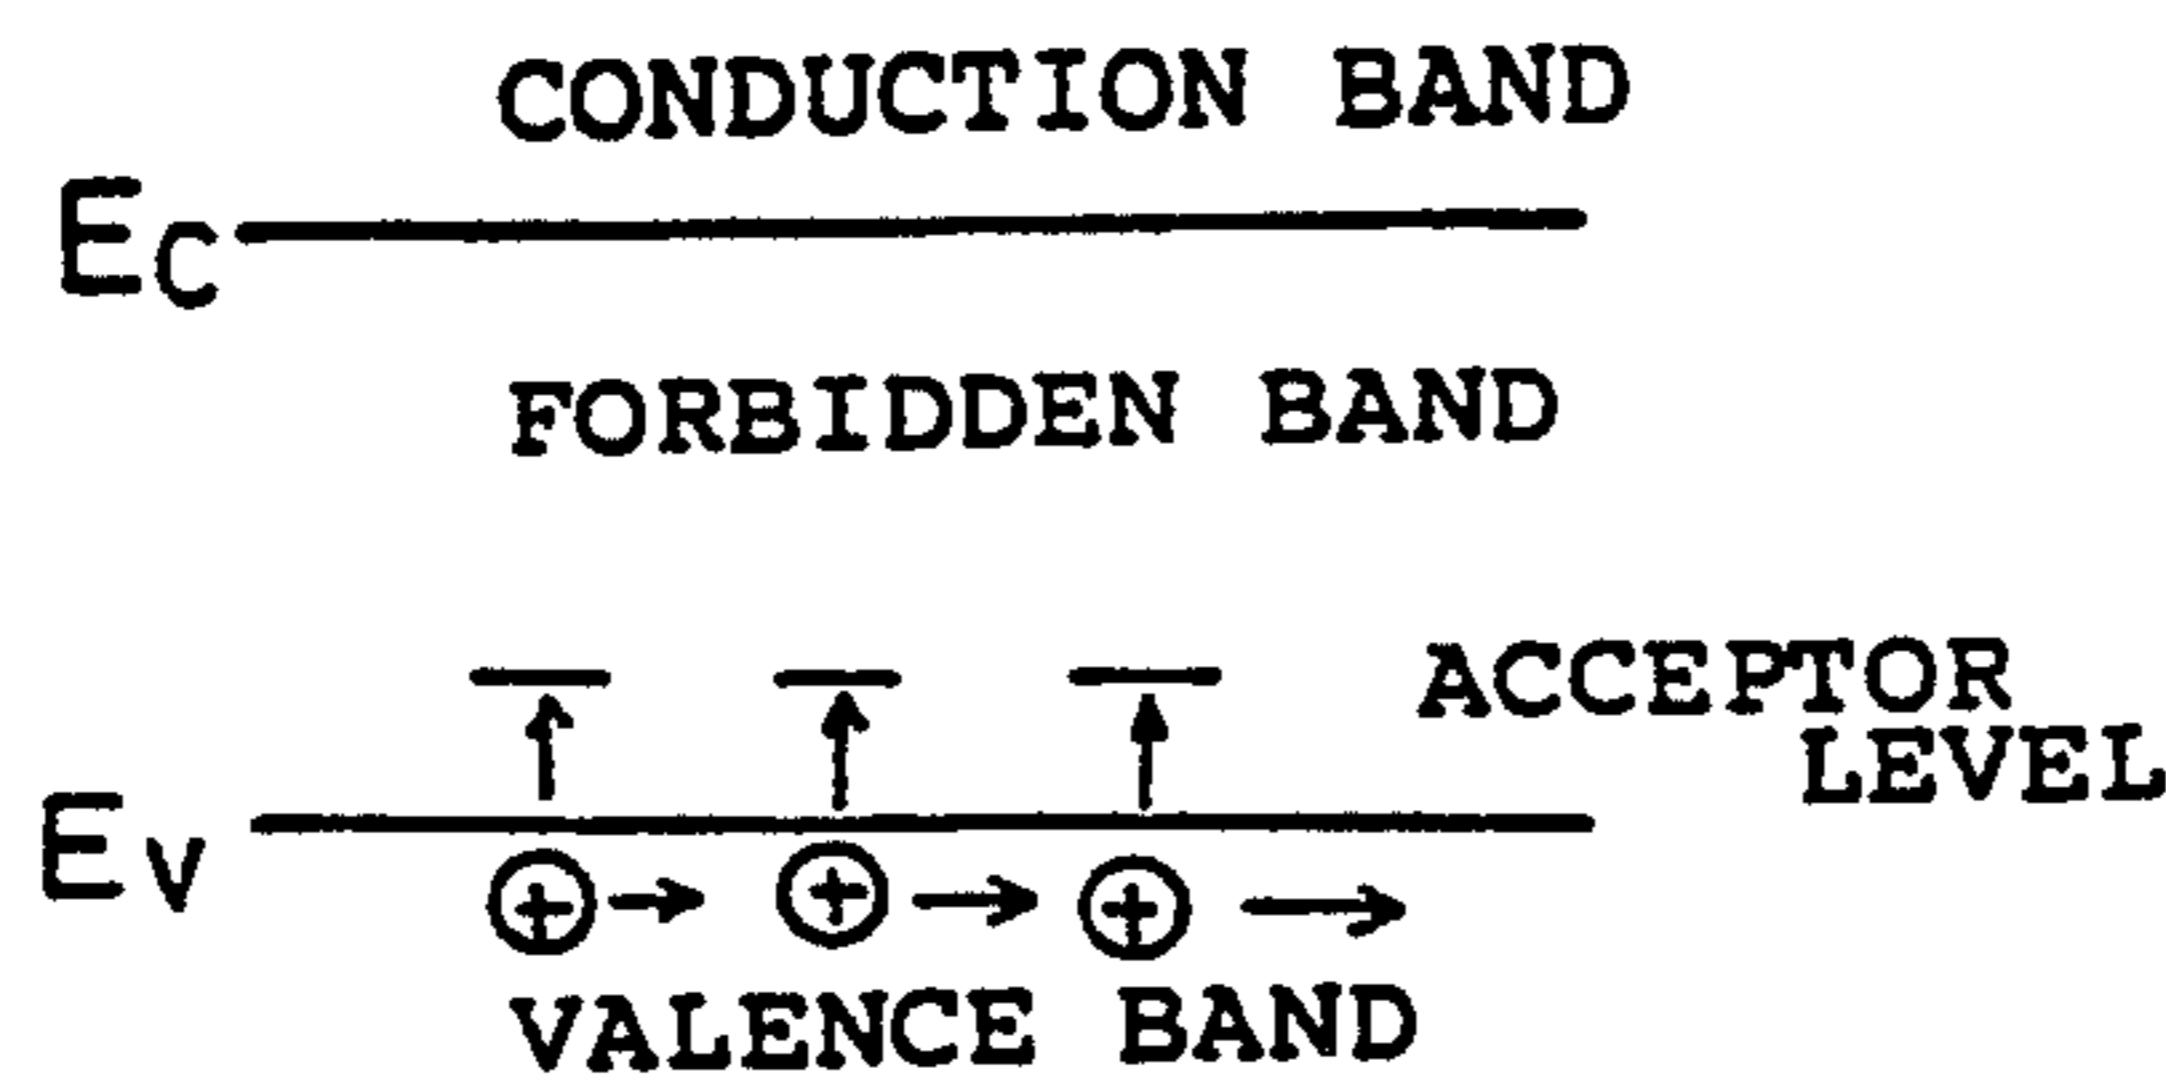 CONDUCTION BAND
EC
FORBIDDEN BAND
ACCEPTOR
LEVEL
EV
+ + +
VALENCE BAND